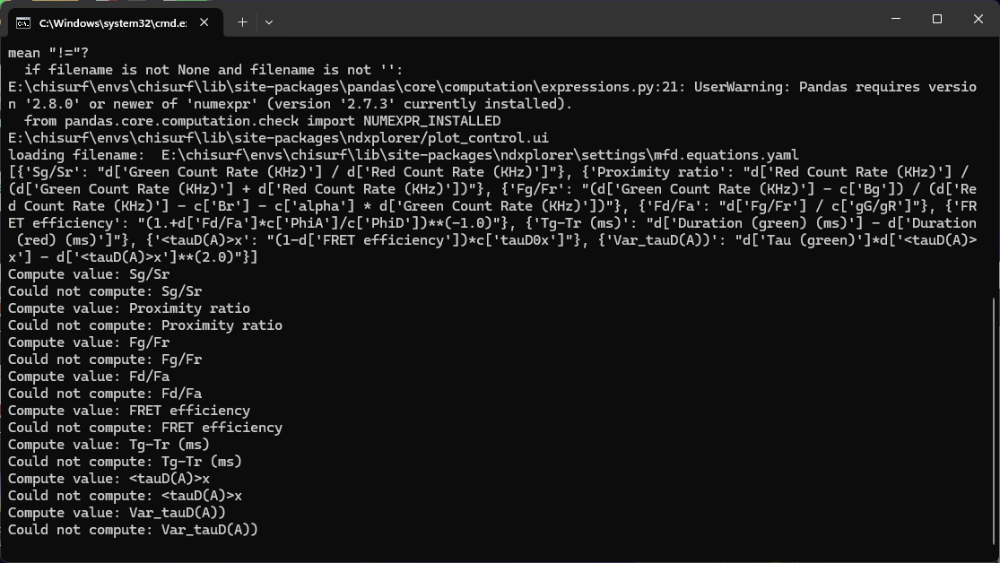 C:\Windows\system32\cmd.e
mean "!="?
  if filename is not None and filename is not '':
E:\chisurf\envs\chisurf\lib\site-packages\pandas\core\computation\expressions.py:21: UserWarning: Pandas requires versio
n '2.8.0' or newer of 'numexpr' (version '2.7.3' currently installed).
  from pandas.core.computation.check import NUMEXPR_INSTALLED
E:\chisurf\envs\chisurf\lib\site-packages\ndxplorer/plot_control.ui
loading filename:  E:\chisurf\envs\chisurf\lib\site-packages\ndxplorer\settings\mfd.equations.yaml
[{'Sg/Sr': "d['Green Count Rate (KHz)'] / d['Red Count Rate (KHz)']"}, {'Proximity ratio': "d['Red Count Rate (KHz)'] /
(d['Green Count Rate (KHz)'] + d['Red Count Rate (KHz)'])"}, {'Fg/Fr': "(d['Green Count Rate (KHz)'] - c['Bg']) / (d['Re
d Count Rate (KHz)'] - c['Br'] - c['alpha'] * d['Green Count Rate (KHz)'])"}, {'Fd/Fa': "d['Fg/Fr'] / c['gG/gR']"}, {'FR
ET efficiency': "(1.+d['Fd/Fa']*c['PhiA']/c['PhiD'])**(-1.0)"}, {'Tg-Tr (ms)': "d['Duration (green) (ms)'] - d['Duration
 (red) (ms)']"}, {'<tauD(A)>x': "(1-d['FRET efficiency'])*c['tauD0x']"}, {'Var_tauD(A))': "d['Tau (green)']*d['<tauD(A)>
x'] - d['<tauD(A)>x']**(2.0)"}]
Compute value: Sg/Sr
Could not compute: Sg/Sr
Compute value: Proximity ratio
Could not compute: Proximity ratio
Compute value: Fg/Fr
Could not compute: Fg/Fr
Compute value: Fd/Fa
Could not compute: Fd/Fa
Compute value: FRET efficiency
Could not compute: FRET efficiency
Compute value: Tg-Tr (ms)
Could not compute: Tg-Tr (ms)
Compute value: <tauD(A)>x
Could not compute: <tauD(A)>x
Compute value: Var_tauD(A))
Could not compute: Var_tauD(A))